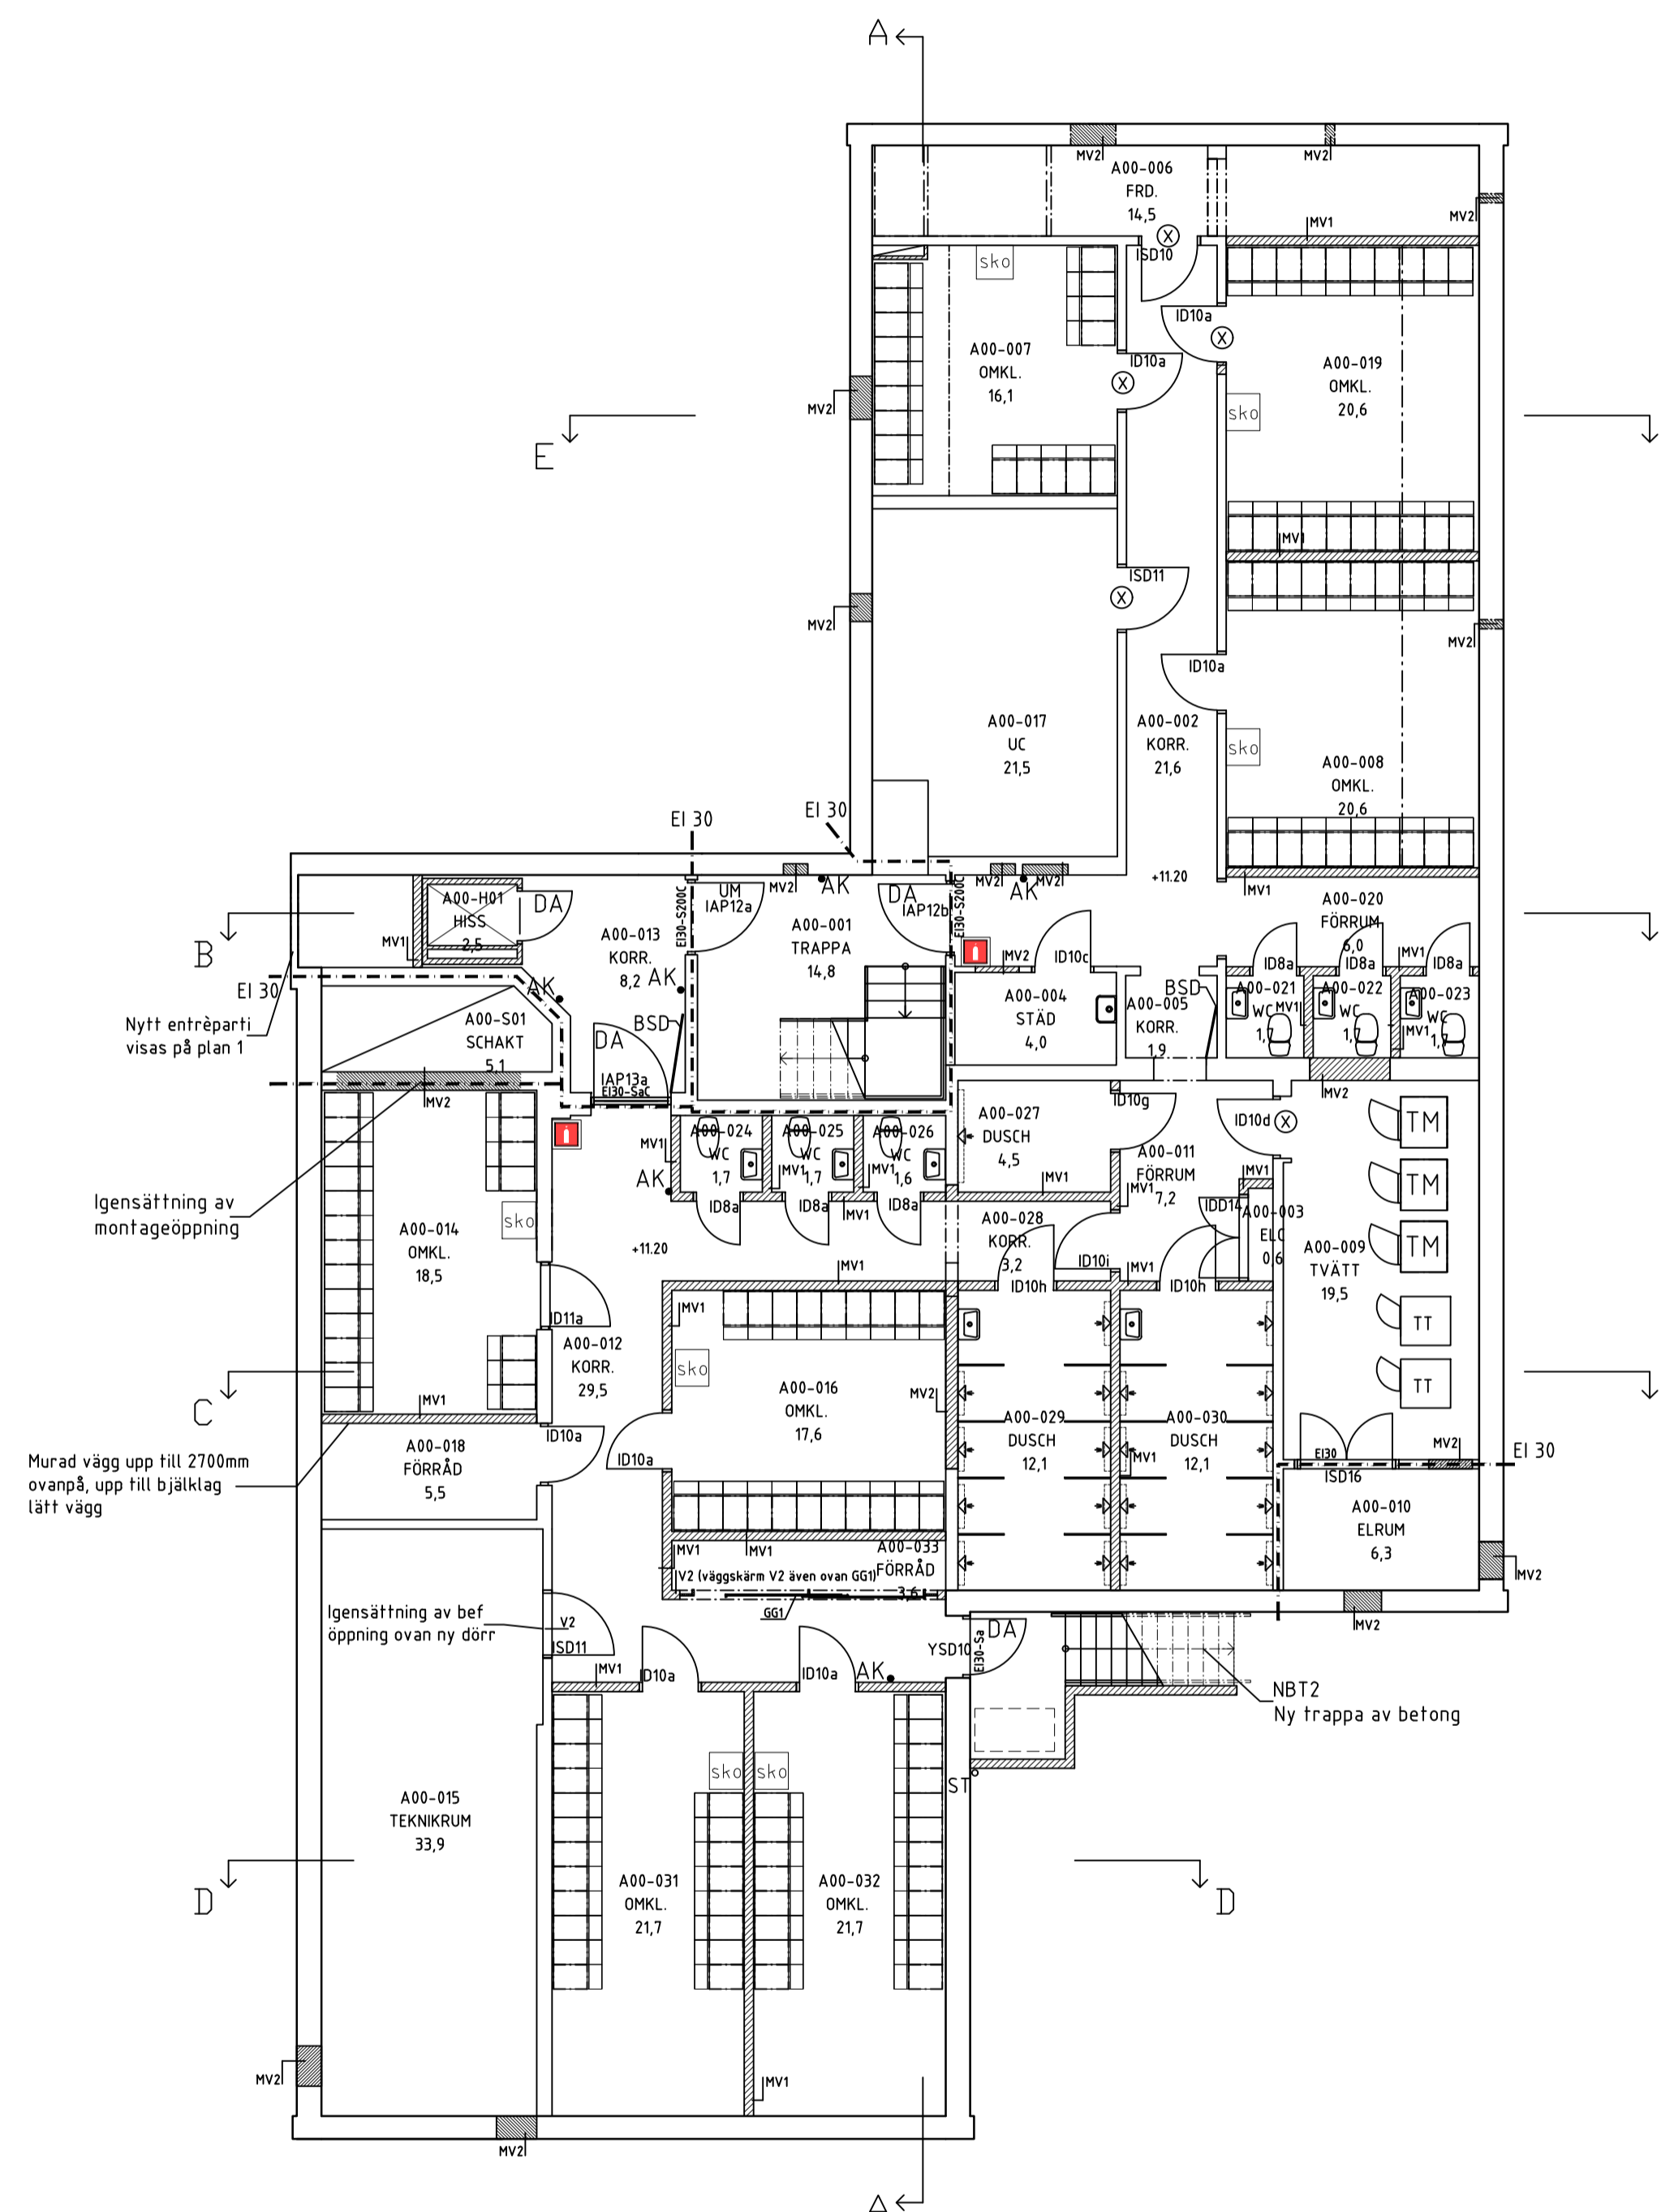 A
MV2
MV2
A00-006
FRD.
14,5
MV2
MV1
ISD10
sko
ID10a
A00-007
OMKL.
16,1
ID10a
A00-019
OMKL.
20,6
MV2
E
sko
MV1
ISD11
MV2
MV2
ID10a
A00-017
UC
21,5
A00-002
KORR.
21,6
sko
A00-008
OMKL.
20,6
EI 30
EI 30
+11.20
MV1
A00-H01
HISS
2,5
DA
UM
IAP12a
EI30-S200C
MV2
AK
DA
IAP12b
EI30-S200C
MV2
AK
MV2
A00-020
FÖRRUM
6,0
B
MV1
A00-013
KORR.
8,2
A00-001
TRAPPA
14,8
MV2
ID10c
ID8a
ID8a
MV1
ID8a
EI 30
AK
AK
A00-004
STÄD
4,0
A00-005
KORR.
1,9
BSD
A00-021
WC
1,7
MV1
A00-022
WC
1,7
A00-023
WC
1,7
MV1
Nytt entrèparti
visas på plan 1
A00-S01
SCHAKT
5,1
BSD
DA
IAP13a
EI30-SaC
MV2
MV2
A00-024
WC
1,7
MV1
A00-025
WC
1,7
MV1
A00-026
WC
1,6
MV1
A00-027
DUSCH
4,5
ID10g
ID10d
TM
A00-011
FÖRRUM
7,2
MV1
MV1
MV1
TM
Igensättning av
montageöppning
AK
ID8a
ID8a
MV1
ID8a
IDD14
A00-003
ELC
0,6
sko
A00-014
OMKL.
18,5
+11.20
A00-028
KORR.
3,2
ID10i
TM
A00-009
TVÄTT
19,5
MV1
ID10h
MV1
ID10h
MV1
TT
ID11a
A00-012
KORR.
29,5
sko
A00-016
OMKL.
17,6
MV2
TT
C
MV1
A00-029
DUSCH
12,1
A00-030
DUSCH
12,1
MV1
ID10a
ID10a
Murad vägg upp till 2700mm
ovanpå, upp till bjälklag
lätt vägg
A00-018
FÖRRÅD
5,5
EI30
MV2
EI 30
ISD16
A00-010
ELRUM
6,3
MV1
MV1
A00-033
FÖRRÅD
3,6
V2 (väggskärm V2 även ovan GG1)
MV2
GG1
MV2
Igensättning av bef
öppning ovan ny dörr
V2
ISD11
YSD10
EI30-Sa
DA
MV1
ID10a
ID10a
AK
NBT2
Ny trappa av betong
sko
sko
ST
A00-015
TEKNIKRUM
33,9
A00-031
OMKL.
21,7
A00-032
OMKL.
21,7
D
D
MV2
MV1
MV2
A